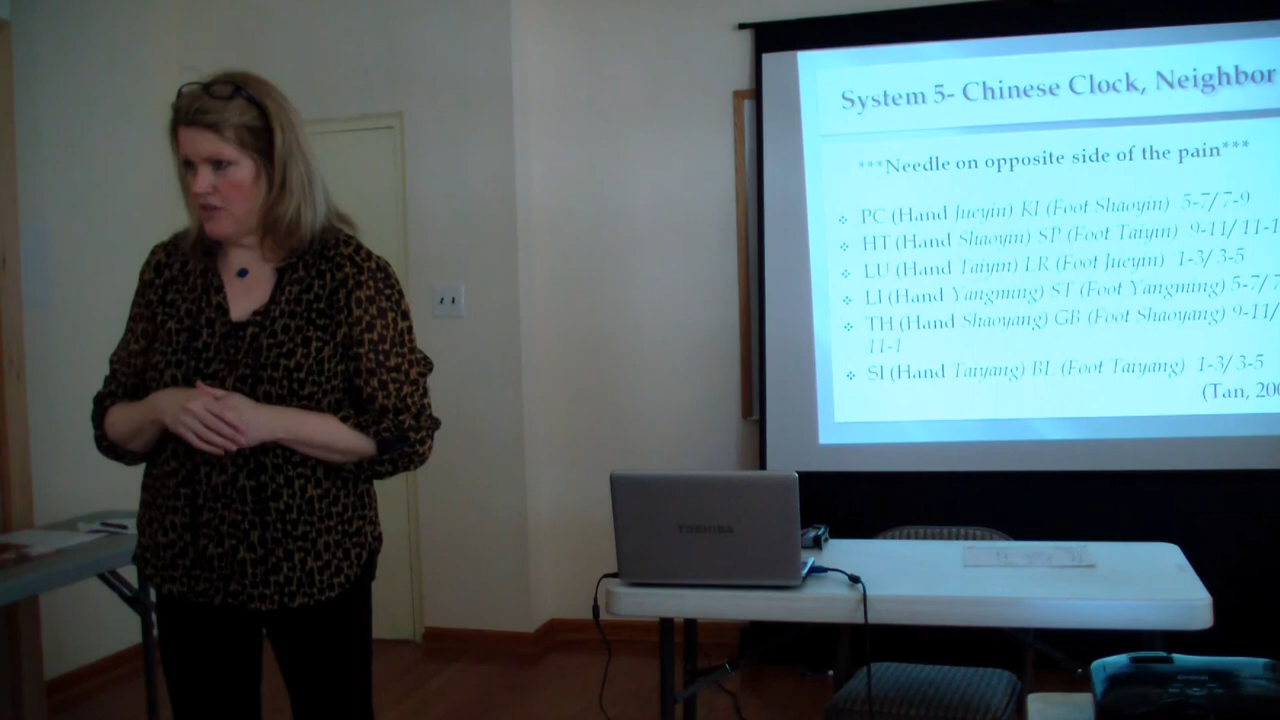 System 5- Chinese Clock, Neighbor
***Needle on opposite side of the pain***
❖ PC (Hand Jueyin) KI (Foot Shaoyin) 5-7/ 7-9
❖ HT (Hand Shaoyin) SP (Foot Taiyin) 9-11/ 11-1
❖ LU (Hand Taiyin) LR (Foot Jueyin) 1-3/ 3-5
❖ LI (Hand Yangming) ST (Foot Yangming) 5-7/ 7
❖ TH (Hand Shaoyang) GB (Foot Shaoyang) 9-11/
11-1
❖ SI (Hand Taiyang) BL (Foot Taiyang) 1-3/ 3-5
(Tan, 200
TOSHIBA